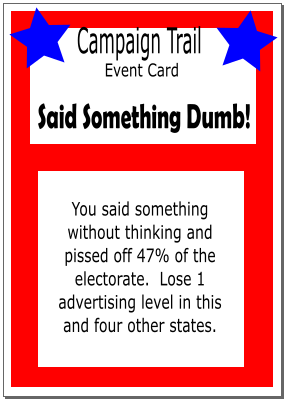 Campaign Trail
Event Card
Said Something Dumb!
You said something
without thinking and
pissed off 47% of the
electorate.  Lose 1
advertising level in this
and four other states.